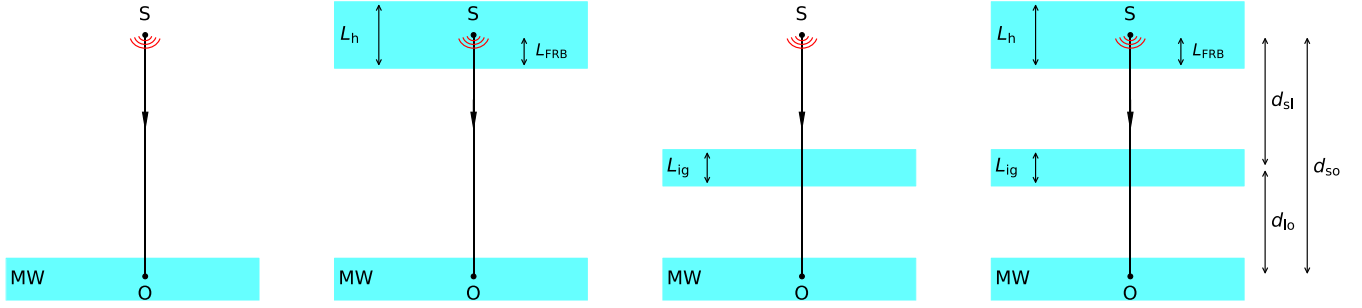 S
MW
O
S
L_h
L_FRB
MW
O
S
L_ig
MW
O
S
L_h
L_FRB
L_ig
MW
O
d_sl
d_lo
d_so